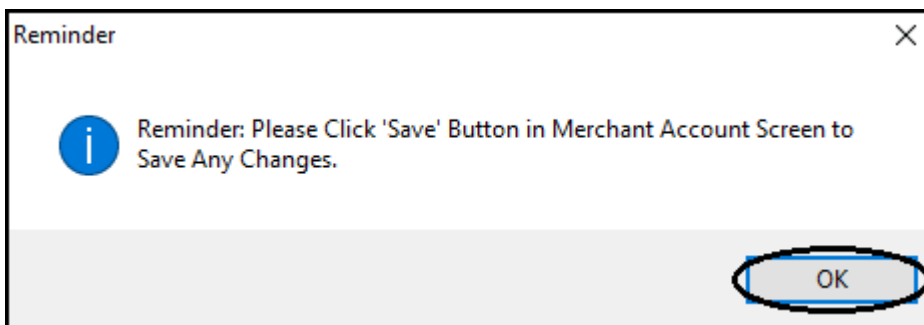 Reminder
Reminder: Please Click 'Save' Button in Merchant Account Screen to
Save Any Changes.
OK